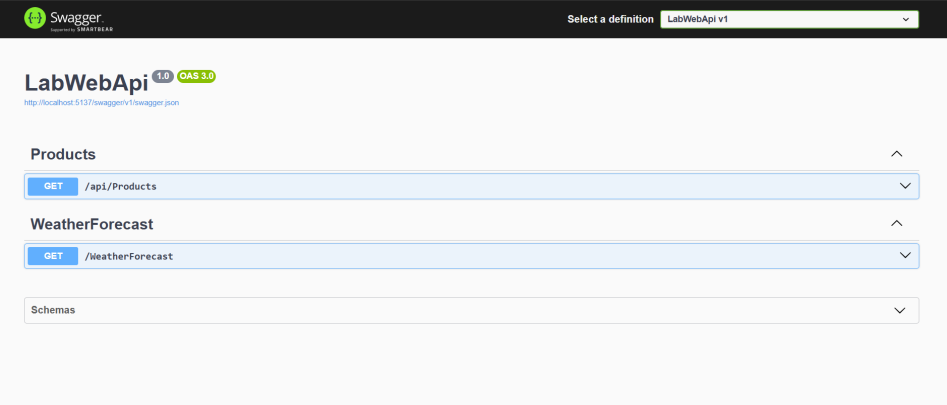 Swagger.
Supported by SMARTBEAR
Select a definition
LabWebApi v1
LabWebApi 1.0 OAS 3.0
http://localhost:5137/swagger/v1/swagger.json
Products
GET /api/Products
WeatherForecast
GET /WeatherForecast
Schemas